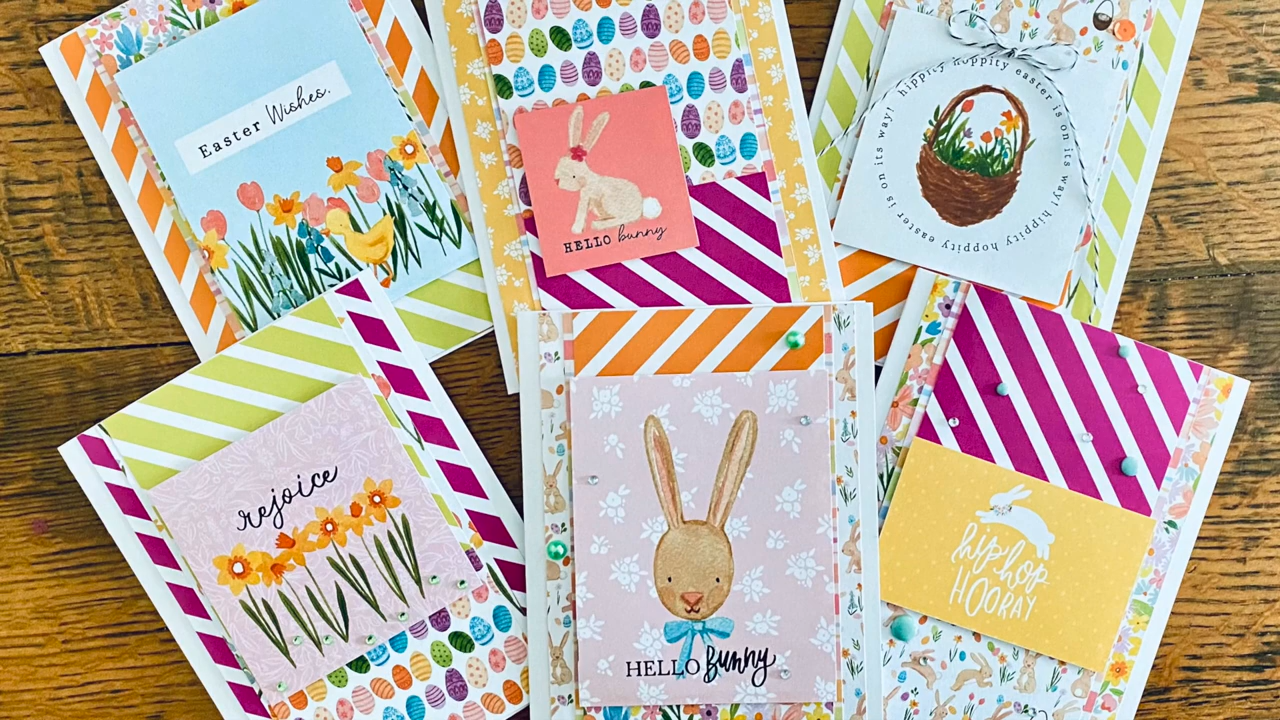 Easter Wishes.
HELLO bunny
hippity hoppity easter is on its way! hippity hoppity easter is on its way!
rejoice
HELLO bunny
hip hop
HOORAY